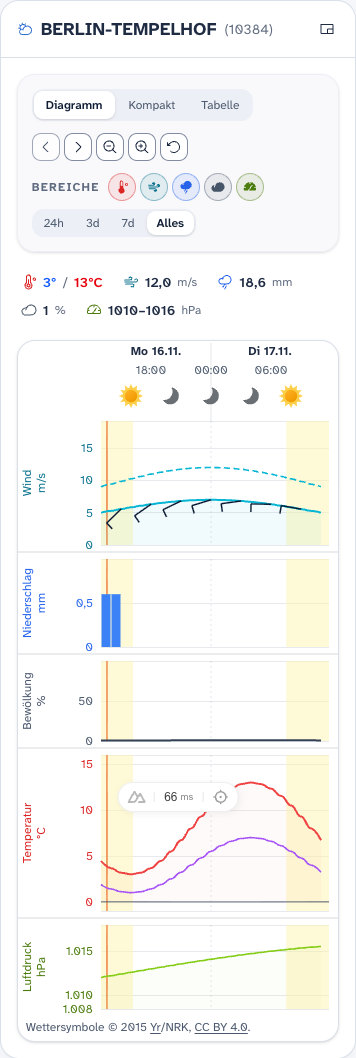 BERLIN-TEMPELHOF (10384)
Diagramm Kompakt Tabelle
BEREICHE
24h 3d 7d Alles
3° / 13°C 12,0 m/s 18,6 mm
1 % 1010–1016 hPa
Mo 16.11. Di 17.11.
18:00 00:00 06:00
Wind
m/s
15
10
5
0
Niederschlag
mm
0,5
0
Bewölkung
%
50
0
Temperatur
°C
15
10
5
0
66 ms
Luftdruck
hPa
1.015
1.010
1.008
Wettersymbole © 2015 Yr/NRK, CC BY 4.0.